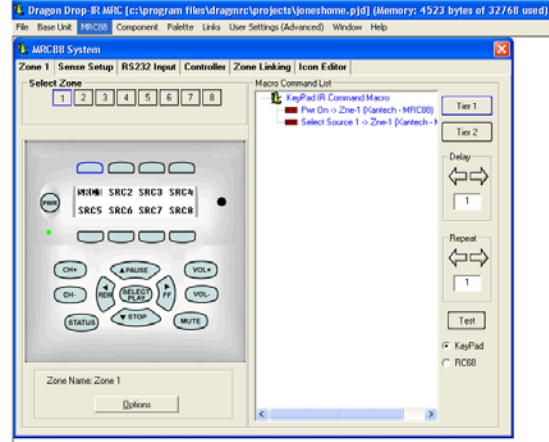 Dragon Drop-IR MRC [c:\program files\dragmrc\projects\joneshome.pjd] (Memory: 4523 bytes of 32768 used)
File Base Unit MRC88 Component Palette Links User Settings (Advanced) Window Help
MRC88 System
Zone 1 Sense Setup RS232 Input Controller Zone Linking Icon Editor
Select Zone
1 2 3 4 5 6 7 8
Macro Command List
KeyPad IR Command Macro
Pwr On -> Zne-1 (Xantech - MRC88)
Select Source 1 -> Zne-1 (Xantech -
Tier 1
Tier 2
Delay
1
Repeat
1
Test
KeyPad
RC68
PWR
SRC2 SRC3 SRC4
SRC5 SRC6 SRC7 SRC8
CH+ PAUSE VOL+
CH- REW SELECT PLAY FF VOL-
STATUS STOP MUTE
Zone Name: Zone 1
Options